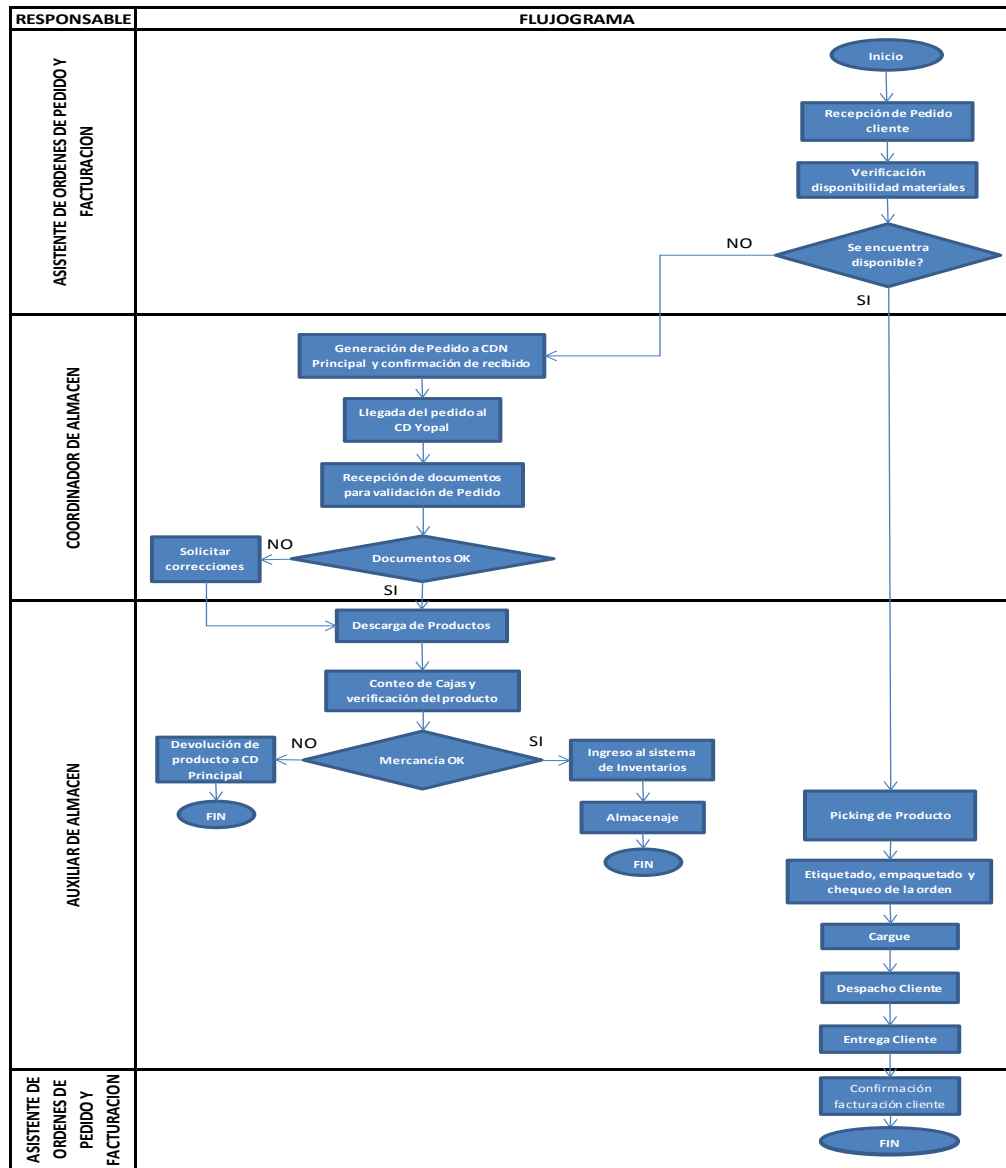 RESPONSABLE
FLUJOGRAMA
ASISTENTE DE ORDENES DE PEDIDO Y
FACTURACION
Inicio
Recepción de Pedido
cliente
Verificación
disponibilidad materiales
Se encuentra
disponible?
NO
SI
COORDINADOR DE ALMACEN
Generación de Pedido a CDN
Principal y confirmación de recibido
Llegada del pedido al
CD Yopal
Recepción de documentos
para validación de Pedido
Documentos OK
NO
Solicitar
correcciones
SI
AUXILIAR DE ALMACEN
Descarga de Productos
Conteo de Cajas y
verificación del producto
Mercancía OK
NO
Devolución de
producto a CD
Principal
FIN
SI
Ingreso al sistema
de Inventarios
Almacenaje
FIN
Picking de Producto
Etiquetado, empaquetado y
chequeo de la orden
Cargue
Despacho Cliente
Entrega Cliente
ASISTENTE DE
ORDENES DE
PEDIDO Y
FACTURACION
Confirmación
facturación cliente
FIN